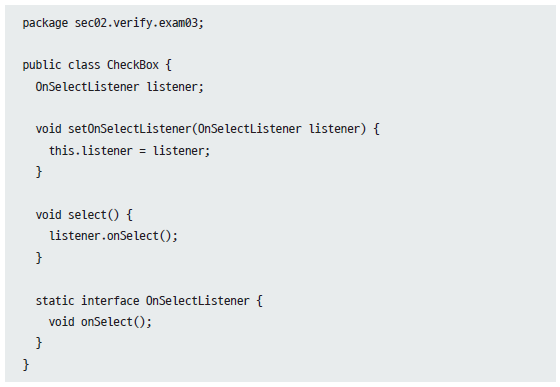 package sec02.verify.exam03;

public class CheckBox {
  OnSelectListener listener;

  void setOnSelectListener(OnSelectListener listener) {
    this.listener = listener;
  }

  void select() {
    listener.onSelect();
  }

  static interface OnSelectListener {
    void onSelect();
  }
}